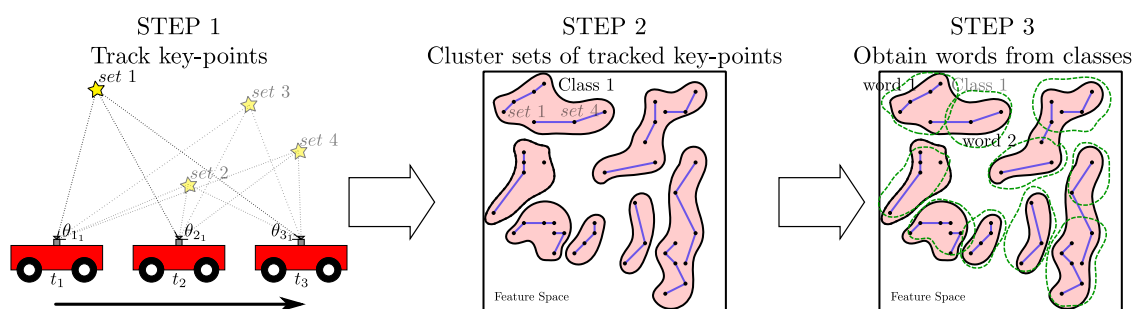 STEP 1
Track key-points
set 1
set 3
set 4
set 2
θ₁₁
θ₂₁
θ₃₁
t₁
t₂
t₃
STEP 2
Cluster sets of tracked key-points
Class 1
set 1 set 4
Feature Space
STEP 3
Obtain words from classes
word 1 Class 1
word 2
Feature Space